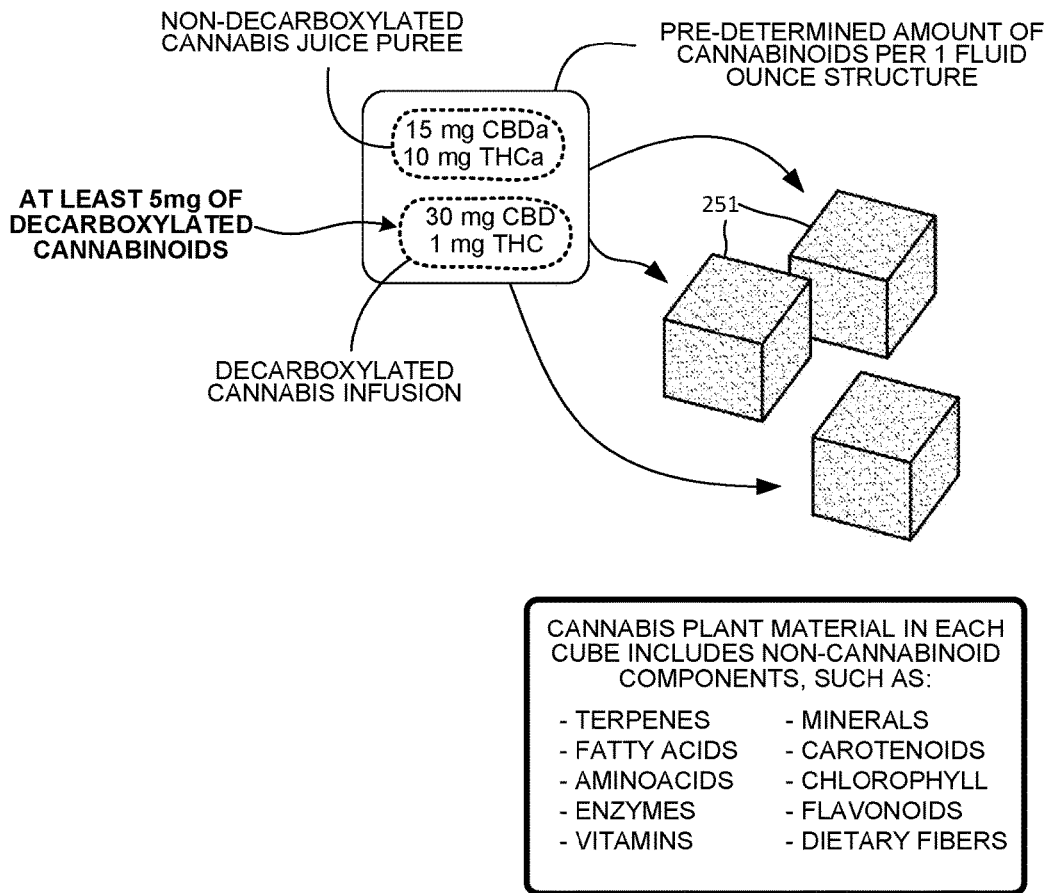 NON-DECARBOXYLATED
CANNABIS JUICE PUREE
PRE-DETERMINED AMOUNT OF
CANNABINOIDS PER 1 FLUID
OUNCE STRUCTURE
15 mg CBDa
10 mg THCa
AT LEAST 5mg OF
DECARBOXYLATED
CANNABINOIDS
30 mg CBD
1 mg THC
251
DECARBOXYLATED
CANNABIS INFUSION
CANNABIS PLANT MATERIAL IN EACH
CUBE INCLUDES NON-CANNABINOID
COMPONENTS, SUCH AS:
- TERPENES
- FATTY ACIDS
- AMINOACIDS
- ENZYMES
- VITAMINS
- MINERALS
- CAROTENOIDS
- CHLOROPHYLL
- FLAVONOIDS
- DIETARY FIBERS